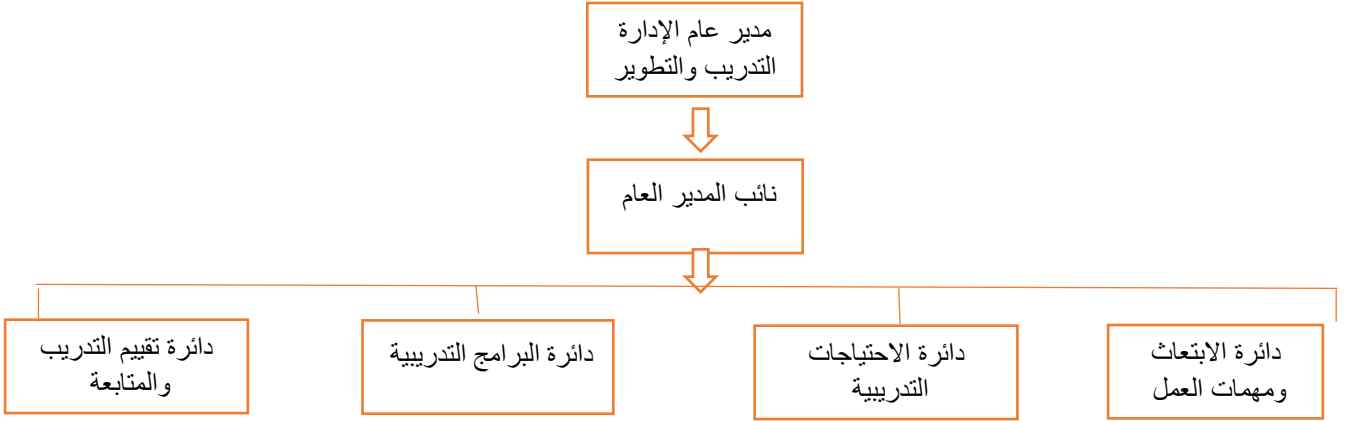 مدير عام الإدارة
التدريب والتطوير
نائب المدير العام
دائرة الابتعاث
ومهمات العمل
دائرة الاحتياجات
التدريبية
دائرة البرامج التدريبية
دائرة تقييم التدريب
والمتابعة